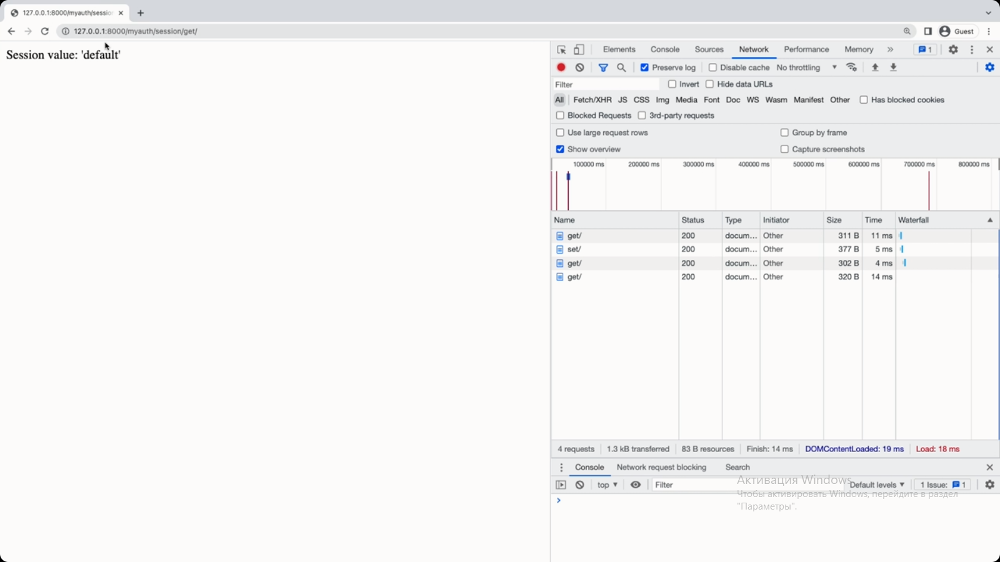 127.0.0.1:8000/myauth/sessio
127.0.0.1:8000/myauth/session/get/
Guest
Session value: 'default'
Elements Console Sources Network Performance Memory » 1
Preserve log Disable cache No throttling
Filter Invert Hide data URLs
All Fetch/XHR JS CSS Img Media Font Doc WS Wasm Manifest Other Has blocked cookies
Blocked Requests 3rd-party requests
Use large request rows Group by frame
Show overview Capture screenshots
100000 ms 200000 ms 300000 ms 400000 ms 500000 ms 600000 ms 700000 ms 800000 ms
Name Status Type Initiator Size Time Waterfall
get/ 200 docum... Other 311 B 11 ms
set/ 200 docum... Other 377 B 5 ms
get/ 200 docum... Other 302 B 4 ms
get/ 200 docum... Other 320 B 14 ms
4 requests 1.3 kB transferred 83 B resources Finish: 14 ms DOMContentLoaded: 19 ms Load: 18 ms
Console Network request blocking Search
top Filter Default levels 1 Issue: 1
Активация Windows
Чтобы активировать Windows, перейдите в раздел
"Параметры".